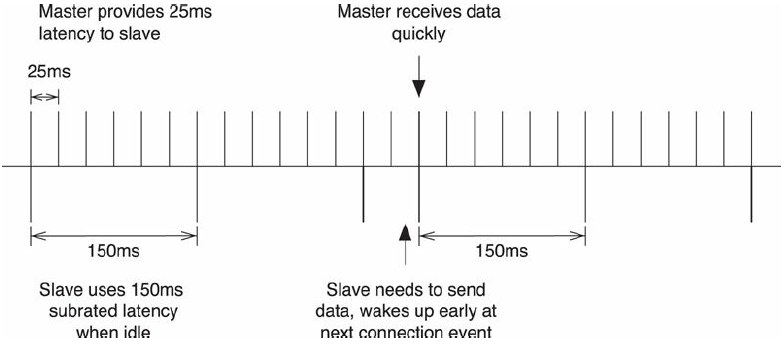 Master provides 25ms
latency to slave
Master receives data
quickly
25ms
150ms
150ms
Slave uses 150ms
subrated latency
when idle
Slave needs to send
data, wakes up early at
next connection event